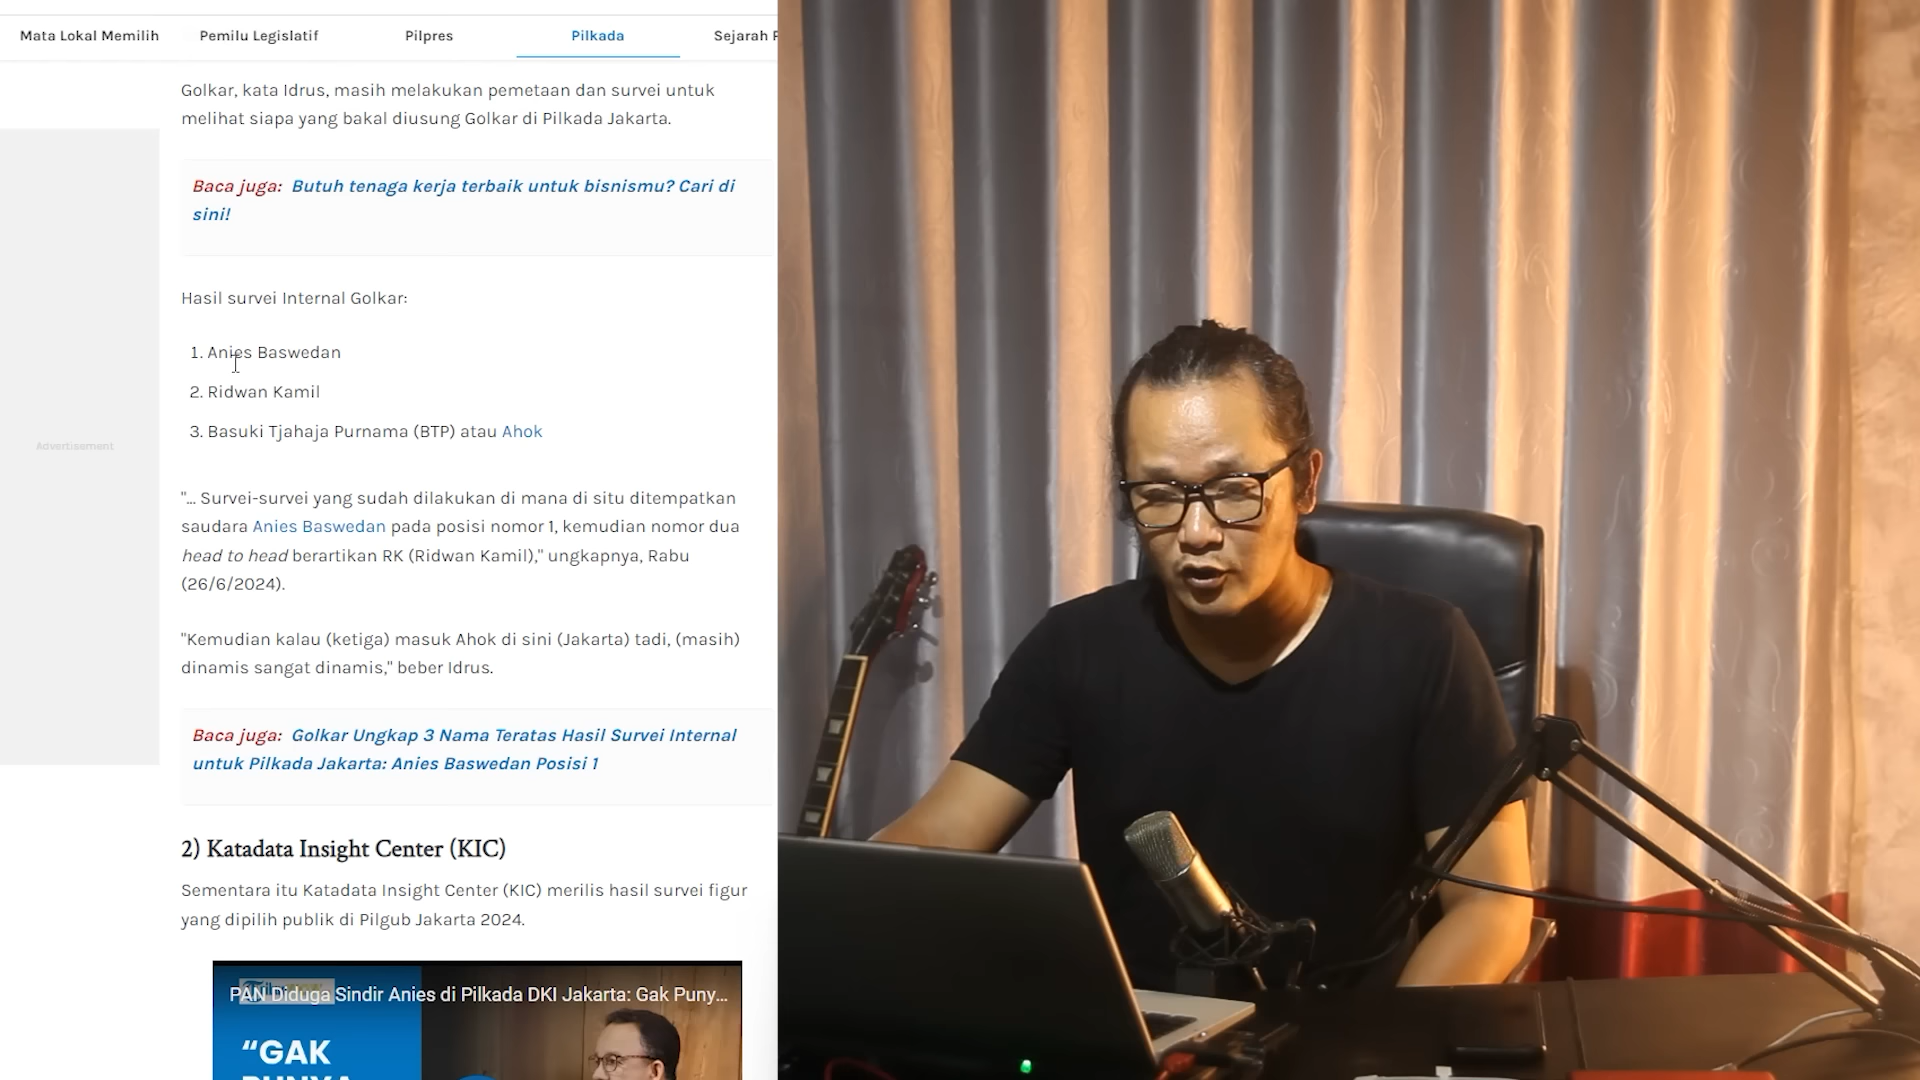 Mata Lokal Memilih Pemilu Legislatif Pilpres Pilkada Sejarah
Golkar, kata Idrus, masih melakukan pemetaan dan survei untuk
melihat siapa yang bakal diusung Golkar di Pilkada Jakarta.
Baca juga: Butuh tenaga kerja terbaik untuk bisnismu? Cari di
sini!
Hasil survei Internal Golkar:
1. Anies Baswedan
2. Ridwan Kamil
3. Basuki Tjahaja Purnama (BTP) atau Ahok
Advertisement
"... Survei-survei yang sudah dilakukan di mana di situ ditempatkan
saudara Anies Baswedan pada posisi nomor 1, kemudian nomor dua
head to head berartikan RK (Ridwan Kamil)," ungkapnya, Rabu
(26/6/2024).
"Kemudian kalau (ketiga) masuk Ahok di sini (Jakarta) tadi, (masih)
dinamis sangat dinamis," beber Idrus.
Baca juga: Golkar Ungkap 3 Nama Teratas Hasil Survei Internal
untuk Pilkada Jakarta: Anies Baswedan Posisi 1
2) Katadata Insight Center (KIC)
Sementara itu Katadata Insight Center (KIC) merilis hasil survei figur
yang dipilih publik di Pilgub Jakarta 2024.
PAN Diduga Sindir Anies di Pilkada DKI Jakarta: Gak Puny...
“GAK
PUNYA